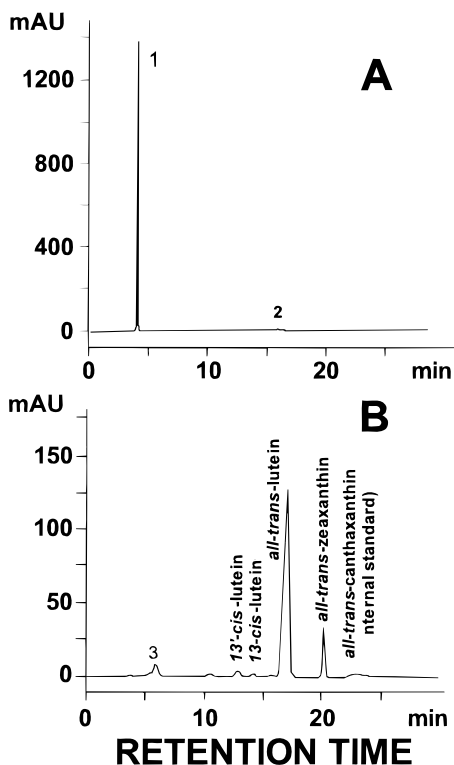 mAU
A
1
1200
800
400
2
0
0 10 20 min
mAU
B
150
100
50
0
3
13'-cis-lutein
13-cis-lutein
all-trans-lutein
all-trans-zeaxanthin
all-trans-canthaxanthin
nternal standard)
0 10 20 min
RETENTION TIME